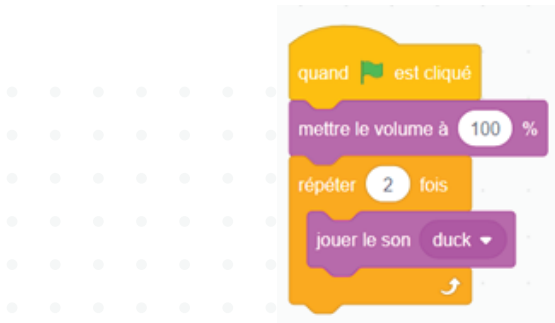 quand est cliqué
mettre le volume à 100 %
répéter 2 fois
jouer le son duck